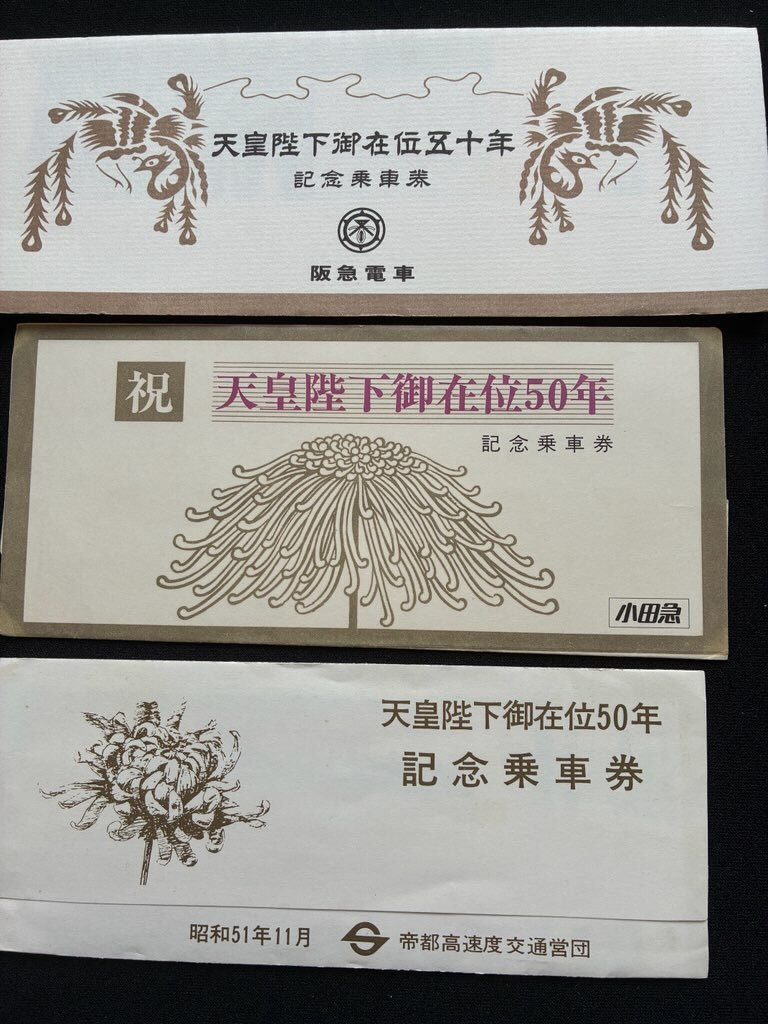 天皇陛下御在位五十年
記念乗車券
阪急電車
祝
天皇陛下御在位50年
記念乗車券
小田急
天皇陛下御在位50年
記念乗車券
昭和51年11月
帝都高速度交通営団